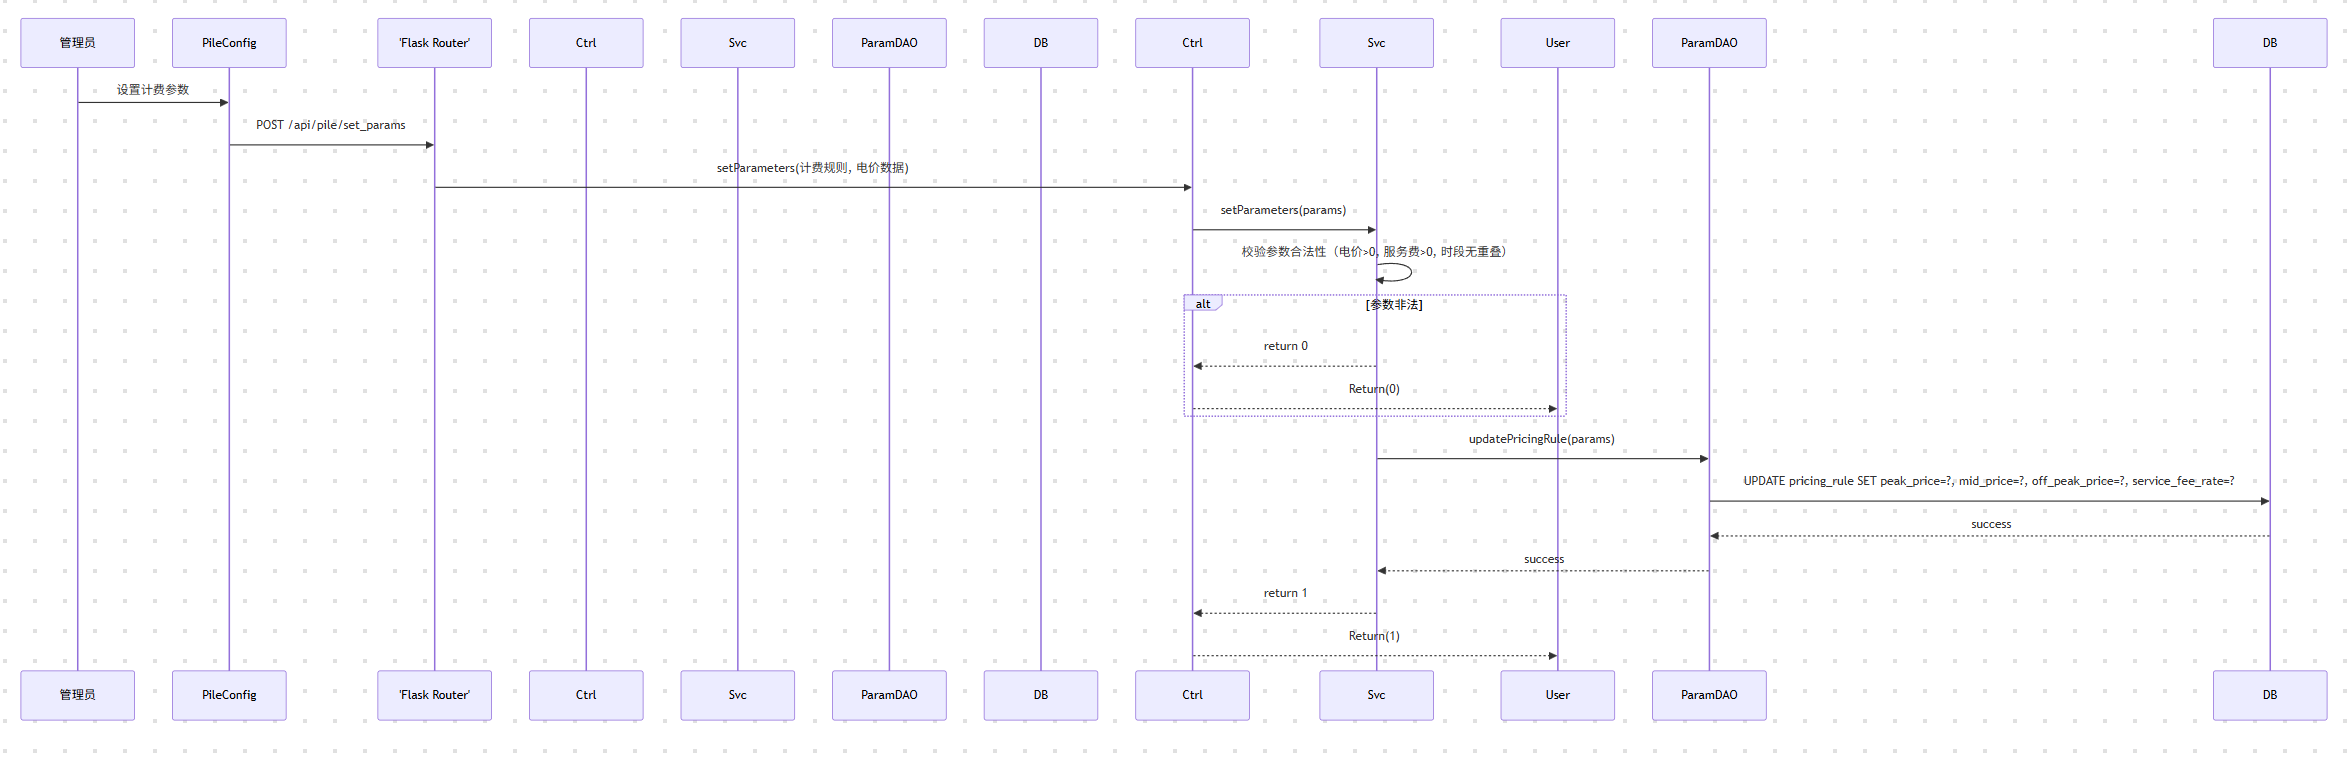 管理员
PileConfig
'Flask Router'
Ctrl
Svc
ParamDAO
DB
Ctrl
Svc
User
ParamDAO
DB
设置计费参数
POST /api/pile/set_params
setParameters(计费规则, 电价数据)
setParameters(params)
校验参数合法性（电价>0, 服务费>0, 时段无重叠）
alt
[参数非法]
return 0
Return(0)
updatePricingRule(params)
UPDATE pricing_rule SET peak_price=?, mid_price=?, off_peak_price=?, service_fee_rate=?
success
success
return 1
Return(1)
管理员
PileConfig
'Flask Router'
Ctrl
Svc
ParamDAO
DB
Ctrl
Svc
User
ParamDAO
DB